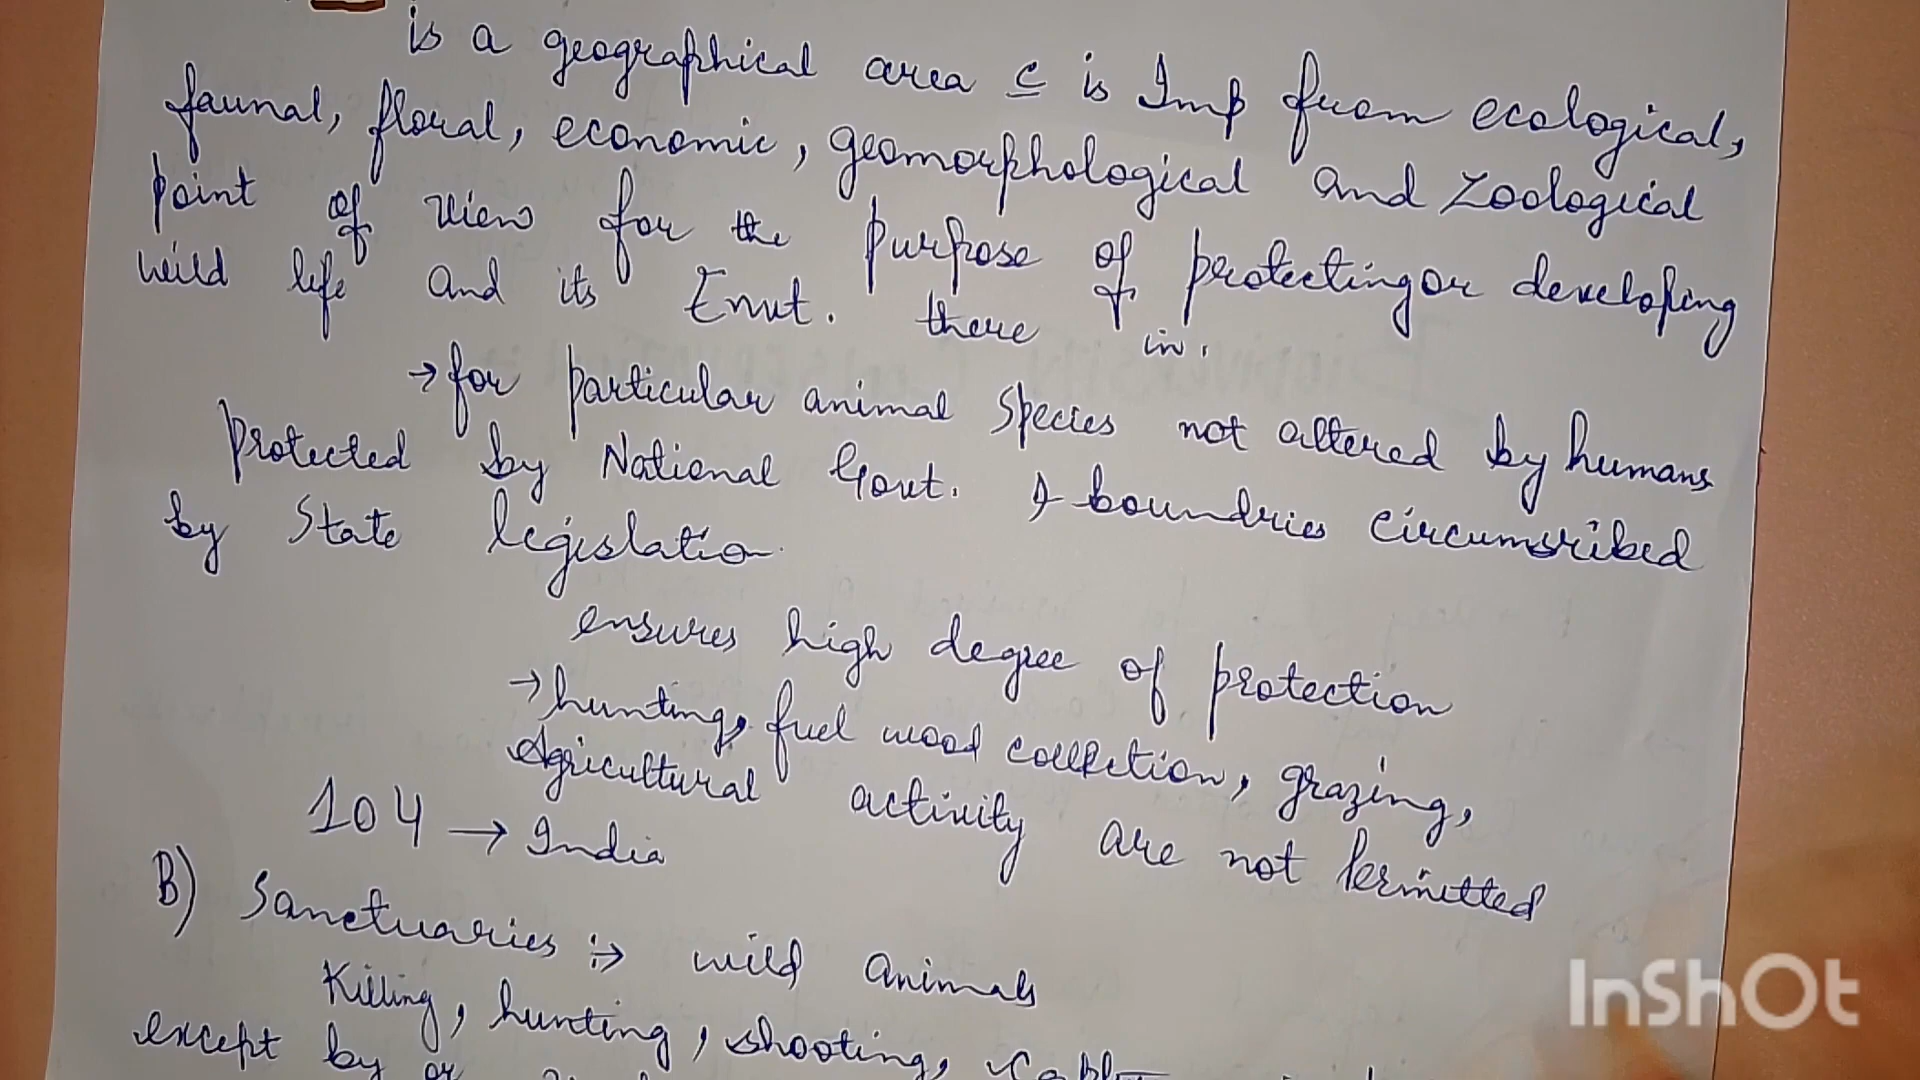 is a geographical area c̲ is Imp from ecological,
faunal, floral, economic, geomorphological and Zoological
point of view for the purpose of protecting or developing
wild life and its Envt. there in.
→ for particular animal Species not altered by humans
protected by National Govt. & boundries circumsribed
by State legislation.
ensures high degree of protection
→ hunting, fuel wood collection, grazing,
Agricultural activity are not permitted
104 → India
B) Sanctuaries :→ wild animals
Killing, hunting, shooting,
except by or
InShOt